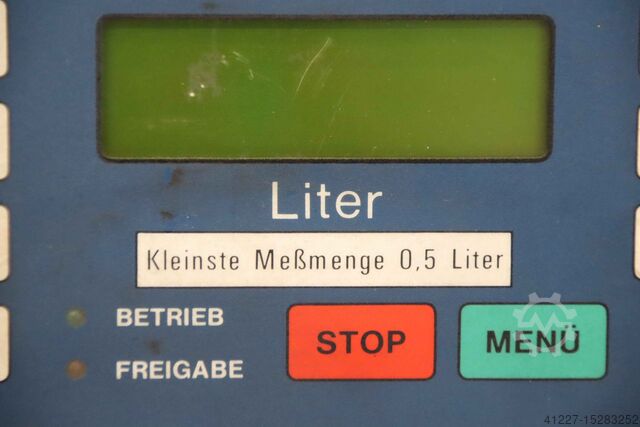 Liter
Kleinste Meßmenge 0,5 Liter
BETRIEB
STOP
MENÜ
FREIGABE
41227-15283252